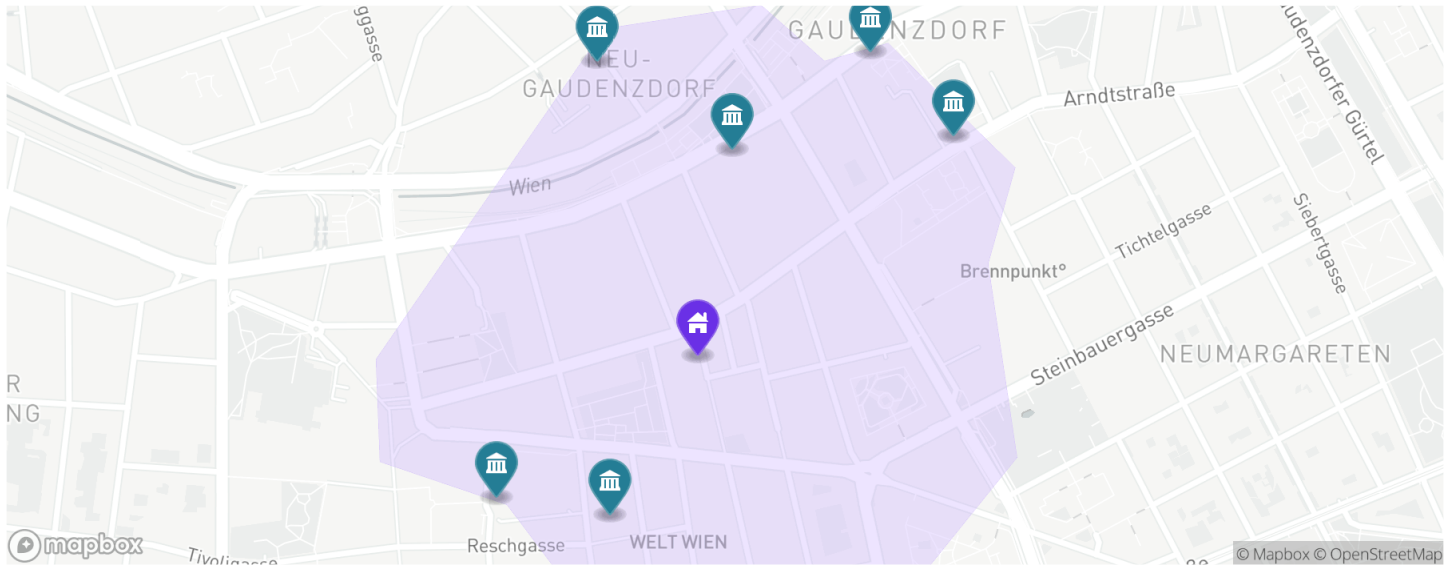 ggasse
GAUDENZDORF
NEU-
GAUDENZDORF
Arndtstraße
udenzdorfer Gürtel
Wien
Siebertgasse
Tichtelgasse
Brennpunkt°
Steinbauergasse
NEUMARGARETEN
R
NG
Reschgasse
WELT WIEN
mapbox
Tivoligasse
© Mapbox © OpenStreetMap